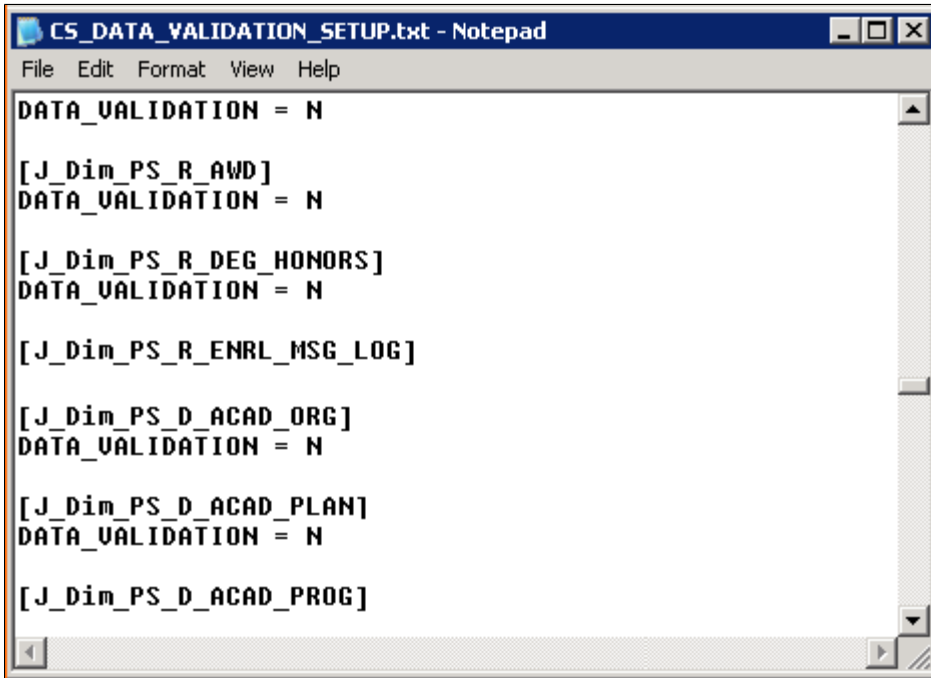 CS_DATA_VALIDATION_SETUP.txt - Notepad
File Edit Format View Help
DATA_VALIDATION = N
[J_Dim_PS_R_AWD]
DATA_VALIDATION = N
[J_Dim_PS_R_DEG_HONORS]
DATA_VALIDATION = N
[J_Dim_PS_R_ENRL_MSG_LOG]
[J_Dim_PS_D_ACAD_ORG]
DATA_VALIDATION = N
[J_Dim_PS_D_ACAD_PLAN]
DATA_VALIDATION = N
[J_Dim_PS_D_ACAD_PROG]